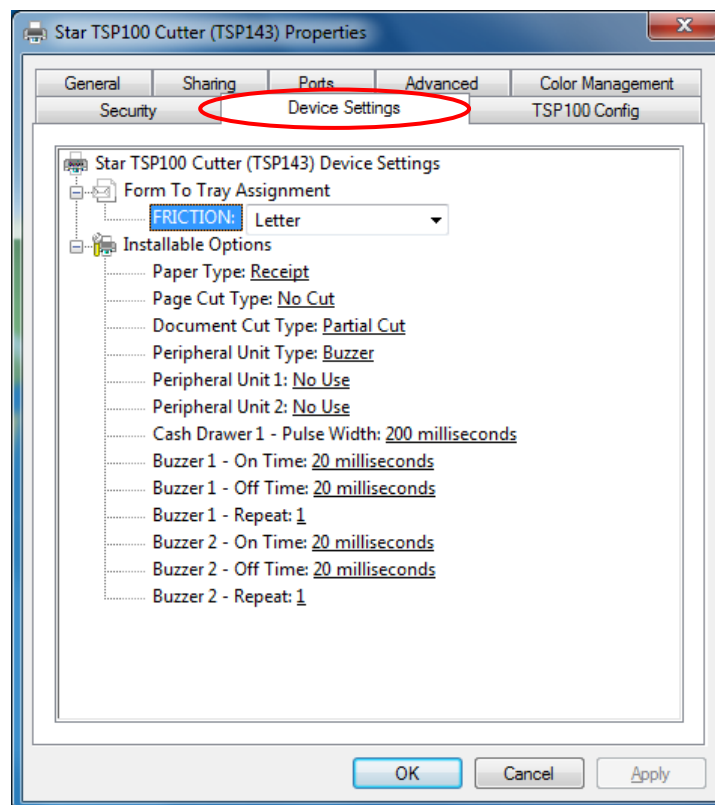 Star TSP100 Cutter (TSP143) Properties
General Sharing Ports Advanced Color Management
Security Device Settings TSP100 Config
Star TSP100 Cutter (TSP143) Device Settings
Form To Tray Assignment
FRICTION: Letter
Installable Options
Paper Type: Receipt
Page Cut Type: No Cut
Document Cut Type: Partial Cut
Peripheral Unit Type: Buzzer
Peripheral Unit 1: No Use
Peripheral Unit 2: No Use
Cash Drawer 1 - Pulse Width: 200 milliseconds
Buzzer 1 - On Time: 20 milliseconds
Buzzer 1 - Off Time: 20 milliseconds
Buzzer 1 - Repeat: 1
Buzzer 2 - On Time: 20 milliseconds
Buzzer 2 - Off Time: 20 milliseconds
Buzzer 2 - Repeat: 1
OK Cancel Apply